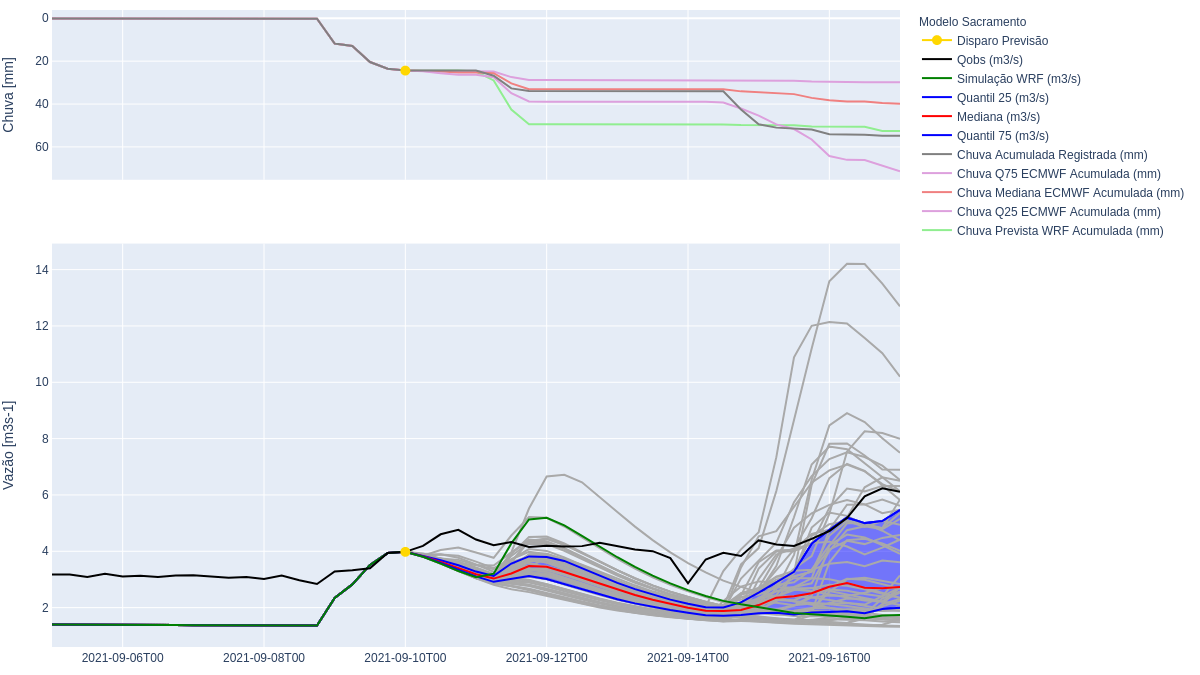 Chuva [mm]
0
20
40
60
Modelo Sacramento
Disparo Previsão
Qobs (m3/s)
Simulação WRF (m3/s)
Quantil 25 (m3/s)
Mediana (m3/s)
Quantil 75 (m3/s)
Chuva Acumulada Registrada (mm)
Chuva Q75 ECMWF Acumulada (mm)
Chuva Mediana ECMWF Acumulada (mm)
Chuva Q25 ECMWF Acumulada (mm)
Chuva Prevista WRF Acumulada (mm)
Vazão [m3s-1]
14
12
10
8
6
4
2
2021-09-06T00 2021-09-08T00 2021-09-10T00 2021-09-12T00 2021-09-14T00 2021-09-16T00